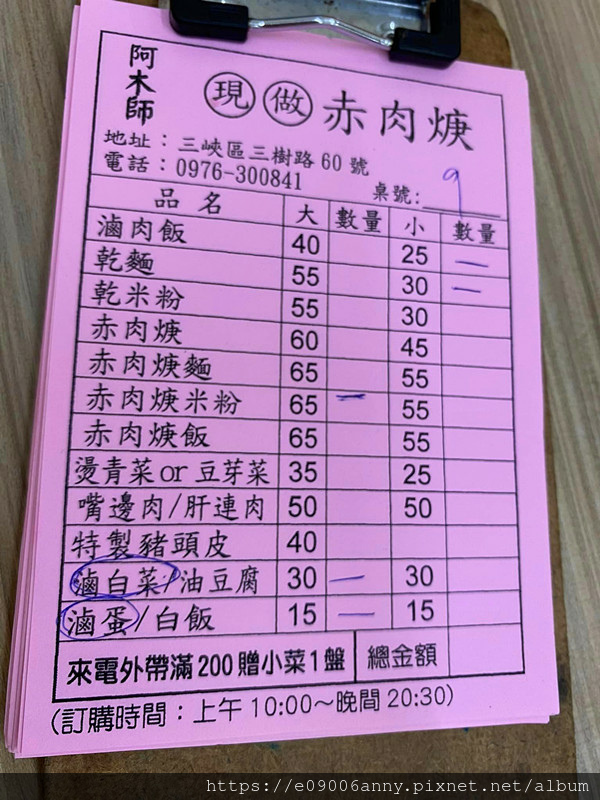 阿木師
現做赤肉焿
地址：三峽區三樹路60號
電話：0976-300841
桌號: 9
品名 大 數量 小 數量
滷肉飯 40 25 一
乾麵 55 30 一
乾米粉 55 30
赤肉焿 60 45
赤肉焿麵 65 55
赤肉焿米粉 65 一 55
赤肉焿飯 65 55
燙青菜or豆芽菜 35 25
嘴邊肉/肝連肉 50 50
特製豬頭皮 40
滷白菜/油豆腐 30 一 30
滷蛋/白飯 15 一 15
來電外帶滿200贈小菜1盤 總金額
(訂購時間：上午10:00～晚間20:30)
https://e09006anny.pixnet.net/album